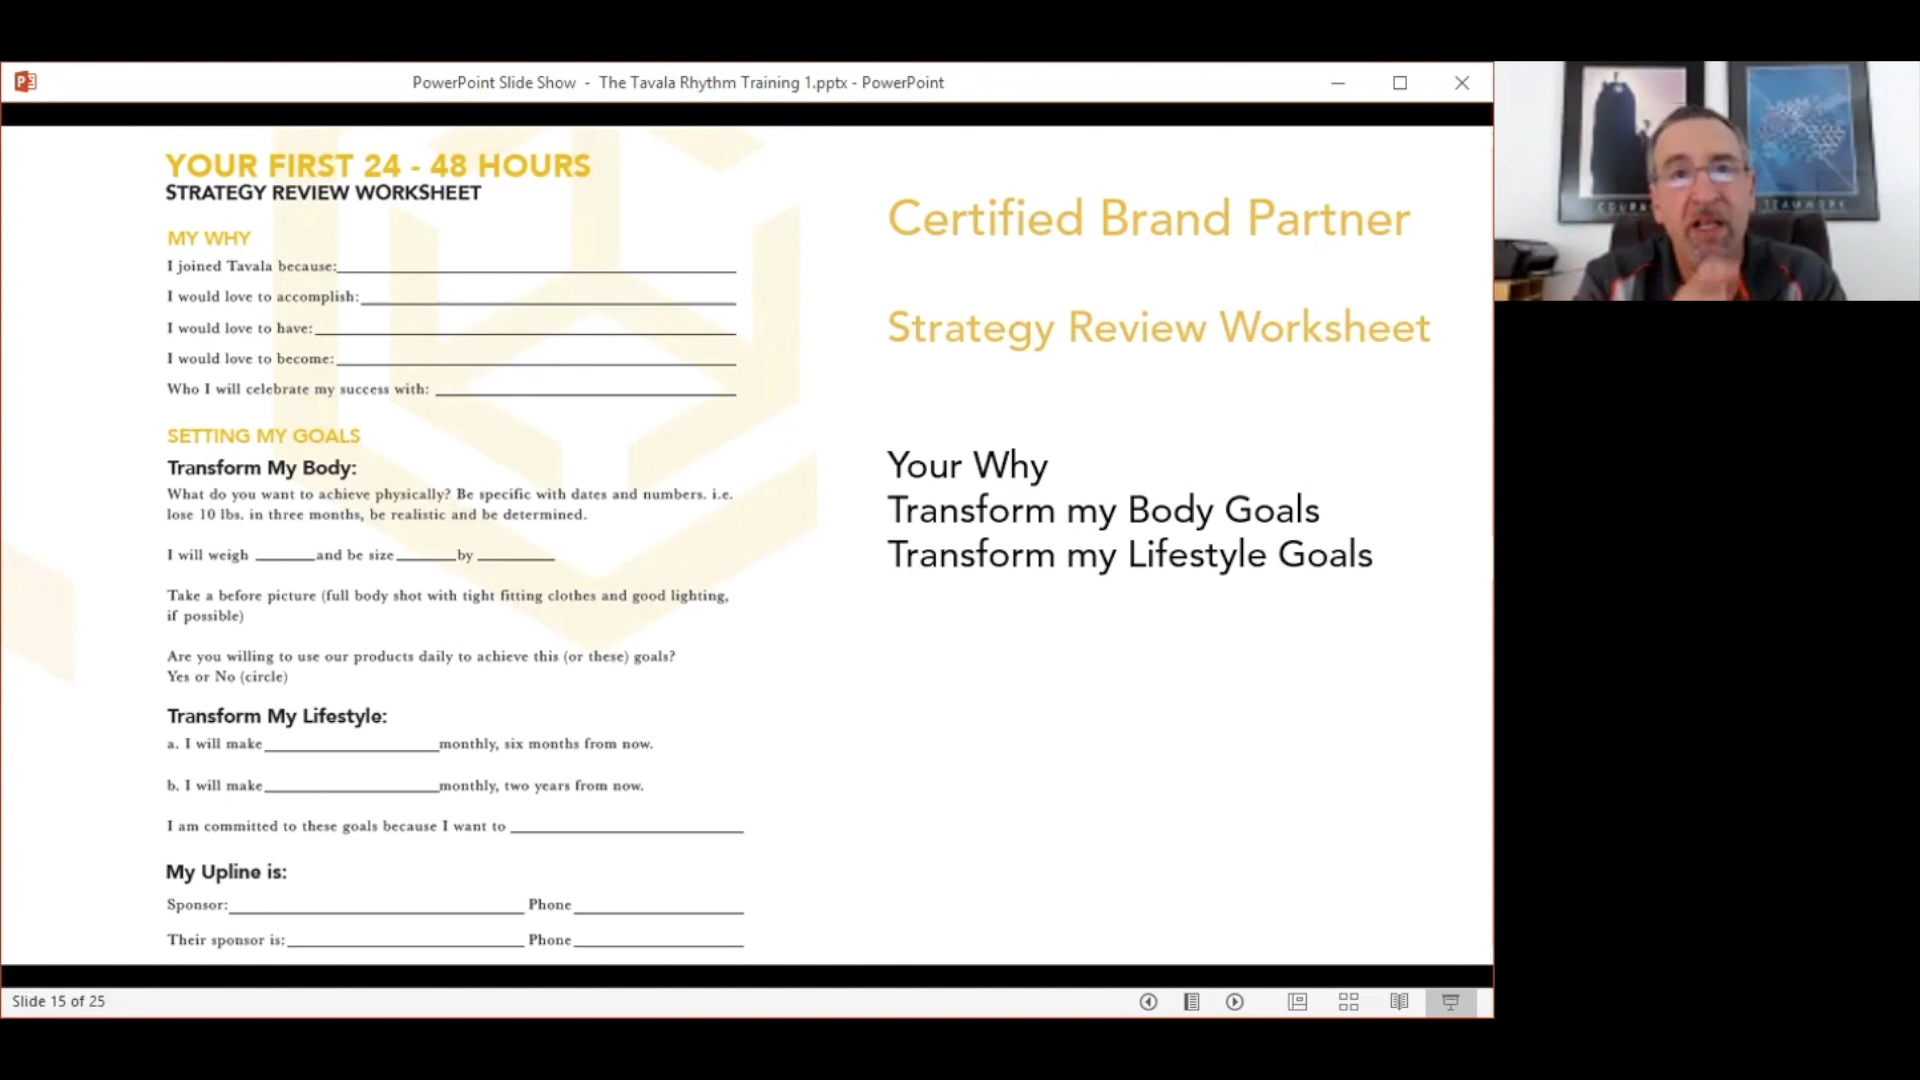 PowerPoint Slide Show - The Tavala Rhythm Training 1.pptx - PowerPoint
YOUR FIRST 24 - 48 HOURS
STRATEGY REVIEW WORKSHEET
MY WHY
I joined Tavala because:
I would love to accomplish:
I would love to have:
I would love to become:
Who I will celebrate my success with:
SETTING MY GOALS
Transform My Body:
What do you want to achieve physically? Be specific with dates and numbers. i.e.
lose 10 lbs. in three months, be realistic and be determined.
I will weigh ______and be size______by ________
Take a before picture (full body shot with tight fitting clothes and good lighting,
if possible)
Are you willing to use our products daily to achieve this (or these) goals?
Yes or No (circle)
Transform My Lifestyle:
a. I will make __________________monthly, six months from now.
b. I will make __________________monthly, two years from now.
I am committed to these goals because I want to
My Upline is:
Sponsor: Phone
Their sponsor is: Phone
Certified Brand Partner
Strategy Review Worksheet
Your Why
Transform my Body Goals
Transform my Lifestyle Goals
TEAMWORK
Slide 15 of 25